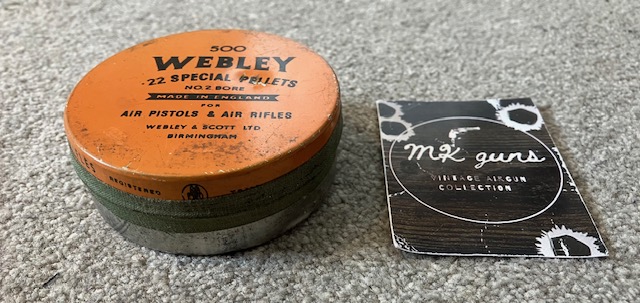 500
WEBLEY
.22 SPECIAL PELLETS
NO.2 BORE
MADE IN ENGLAND
FOR
AIR PISTOLS & AIR RIFLES
WEBLEY & SCOTT LTD
BIRMINGHAM
REGISTERED
MK guns
VINTAGE AIRGUN
COLLECTION